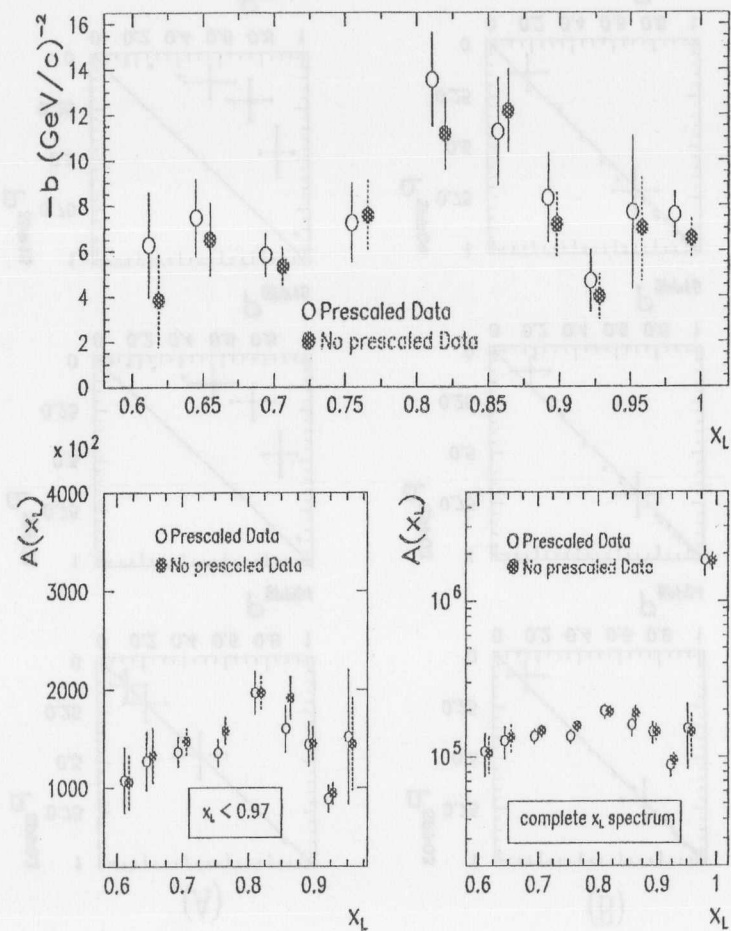 – b (GeV/c)⁻²
16
14
12
10
8
6
4
2
0
O Prescaled Data
No prescaled Data
0.6 0.65 0.7 0.75 0.8 0.85 0.9 0.95 1
X_L
x 10²
A(x_L)
4000
3000
2000
1000
O Prescaled Data
No prescaled Data
x_L < 0.97
0.6 0.7 0.8 0.9
X_L
A(x_L)
10⁶
10⁵
O Prescaled Data
No prescaled Data
complete x_L spectrum
0.6 0.7 0.8 0.9 1
X_L